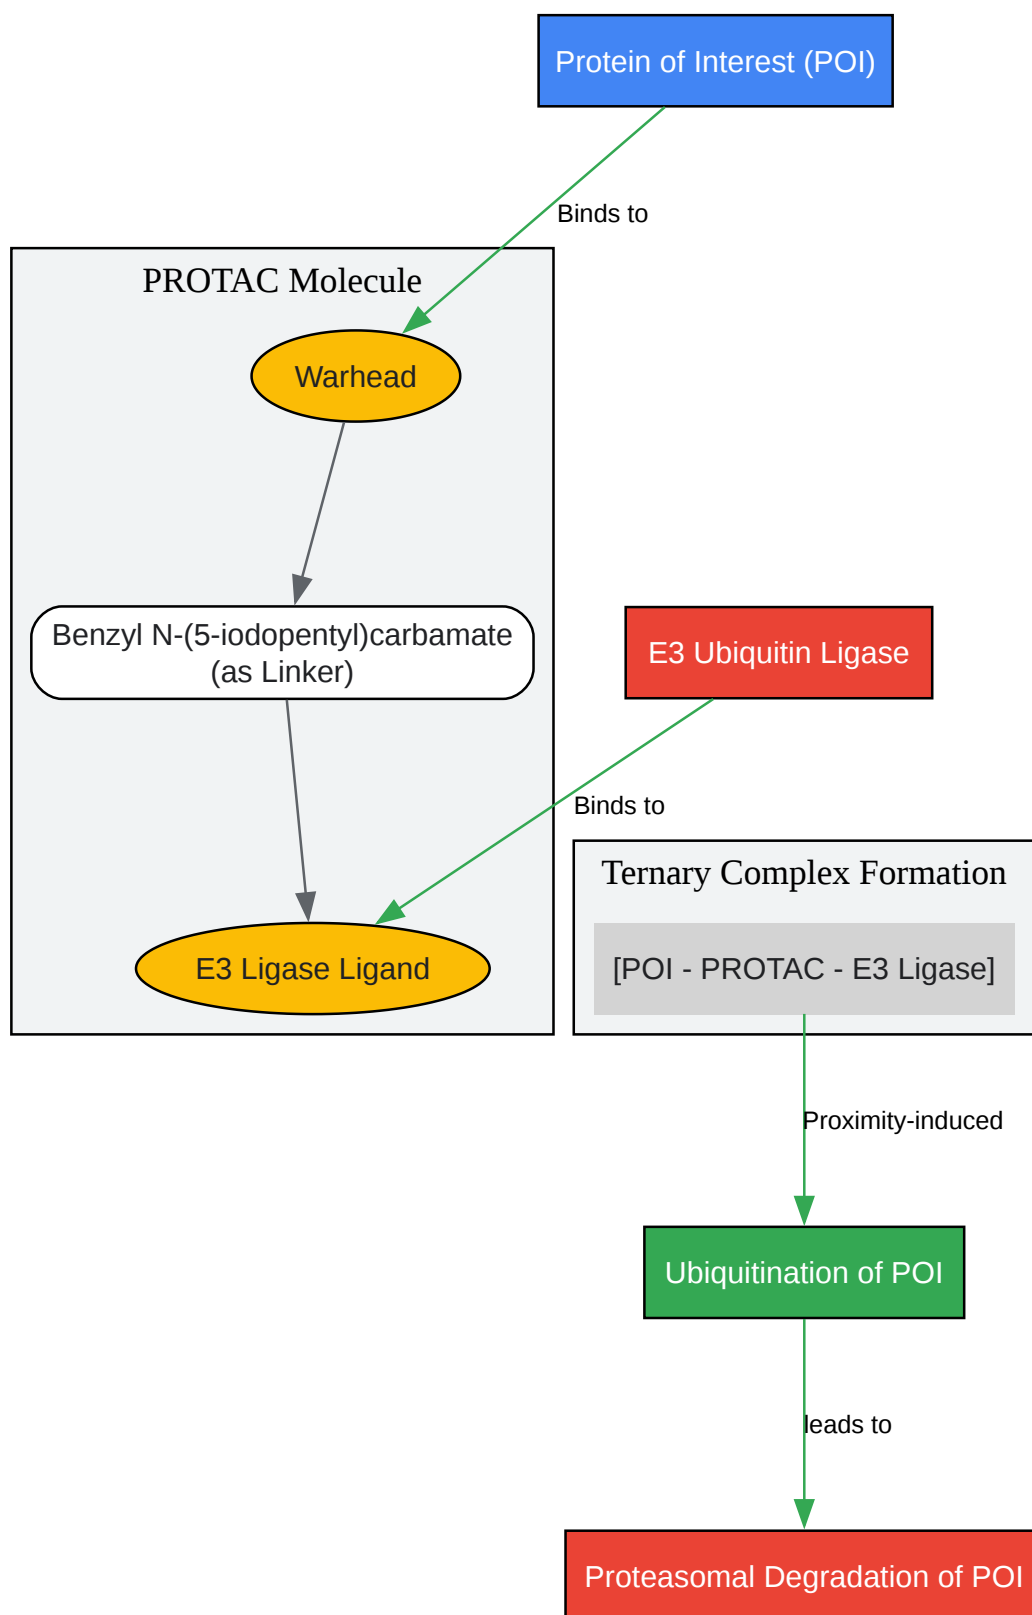 Protein of Interest (POI)
Binds to
PROTAC Molecule
Warhead
Benzyl N-(5-iodopentyl)carbamate
(as Linker)
E3 Ubiquitin Ligase
Binds to
Ternary Complex Formation
E3 Ligase Ligand
[POI - PROTAC - E3 Ligase]
Proximity-induced
Ubiquitination of POI
leads to
Proteasomal Degradation of POI